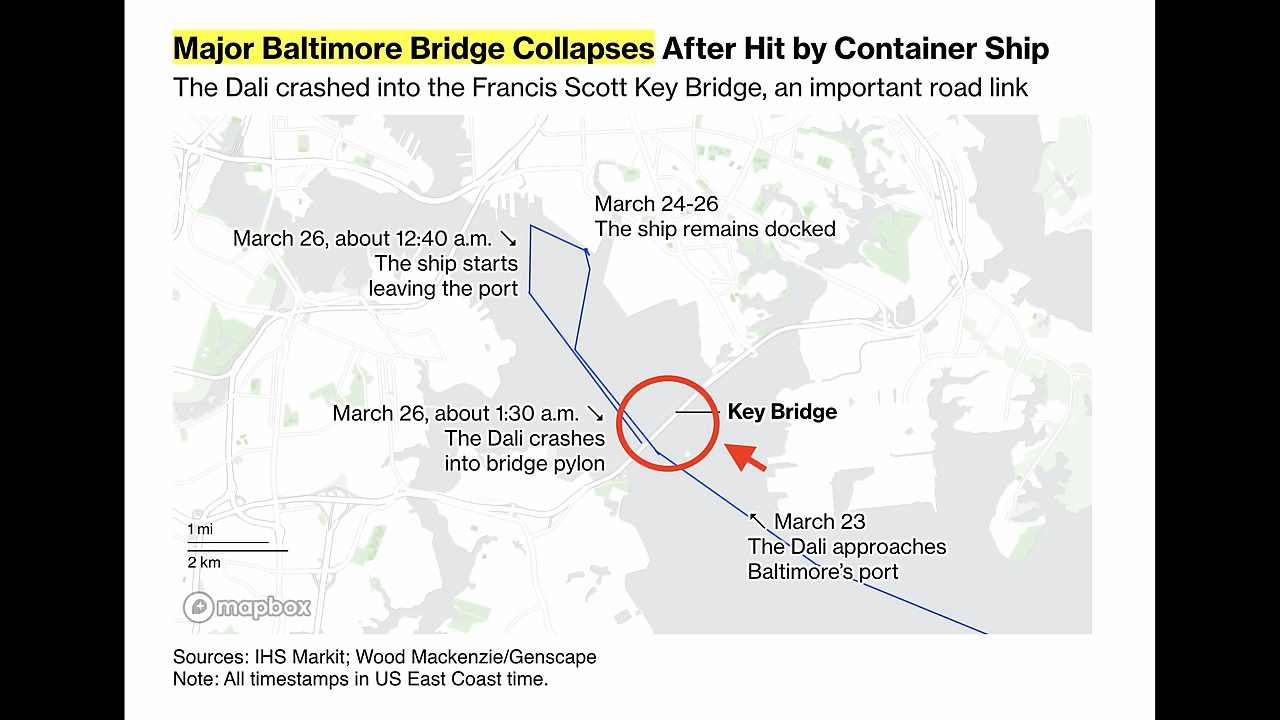 Major Baltimore Bridge Collapses After Hit by Container Ship
The Dali crashed into the Francis Scott Key Bridge, an important road link
March 24-26
The ship remains docked
March 26, about 12:40 a.m. ↘
The ship starts
leaving the port
March 26, about 1:30 a.m. ↘
The Dali crashes
into bridge pylon
Key Bridge
↖ March 23
The Dali approaches
Baltimore's port
1 mi
2 km
mapbox
Sources: IHS Markit; Wood Mackenzie/Genscape
Note: All timestamps in US East Coast time.